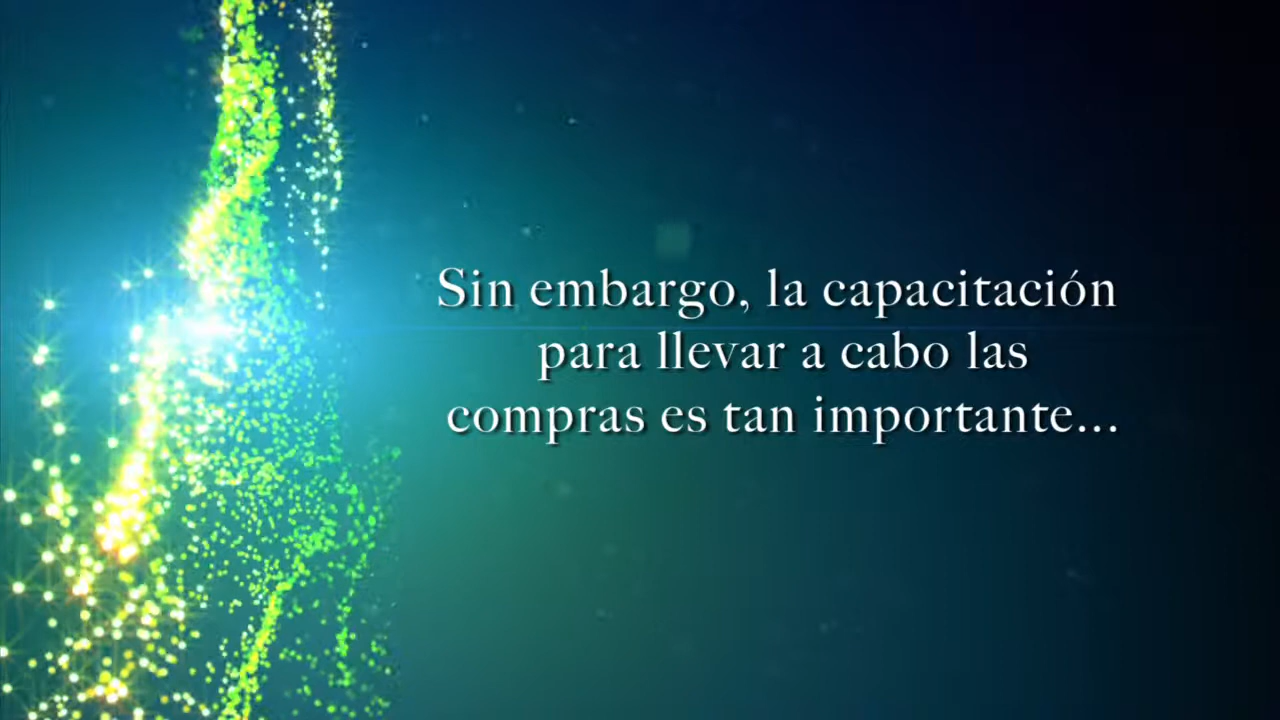 Sin embargo, la capacitación
para llevar a cabo las
compras es tan importante...